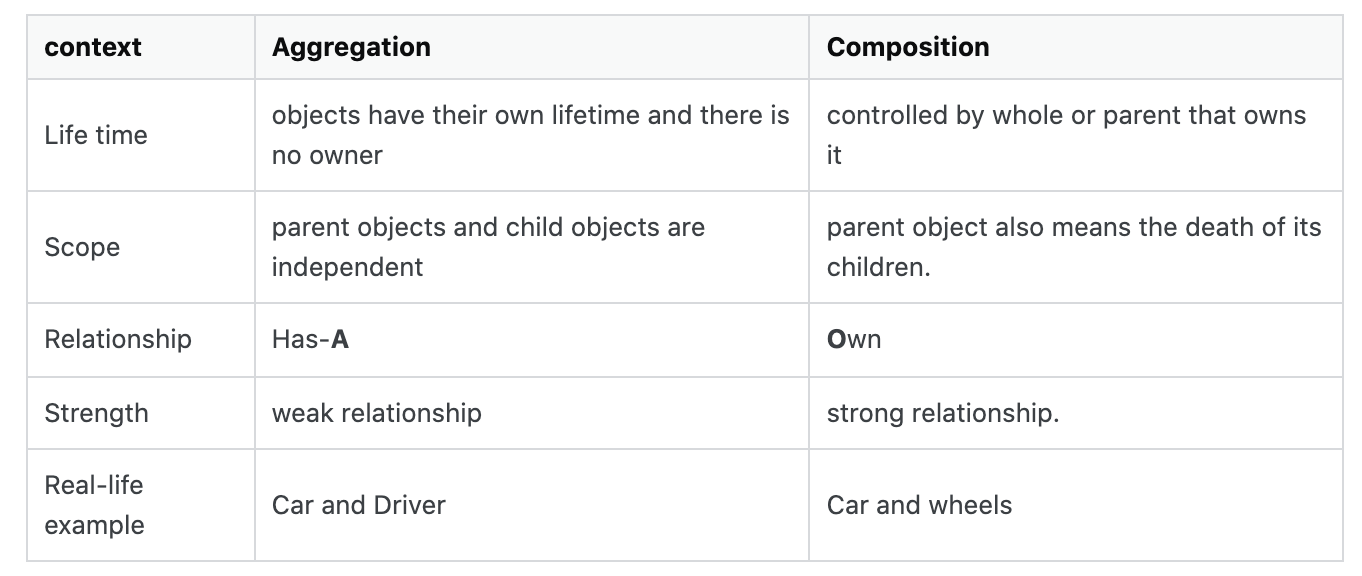 context Aggregation Composition
Life time
objects have their own lifetime and there is
no owner
controlled by whole or parent that owns
it
Scope
parent objects and child objects are
independent
parent object also means the death of its
children.
Relationship Has-A Own
Strength weak relationship strong relationship.
Real-life
example
Car and Driver
Car and wheels